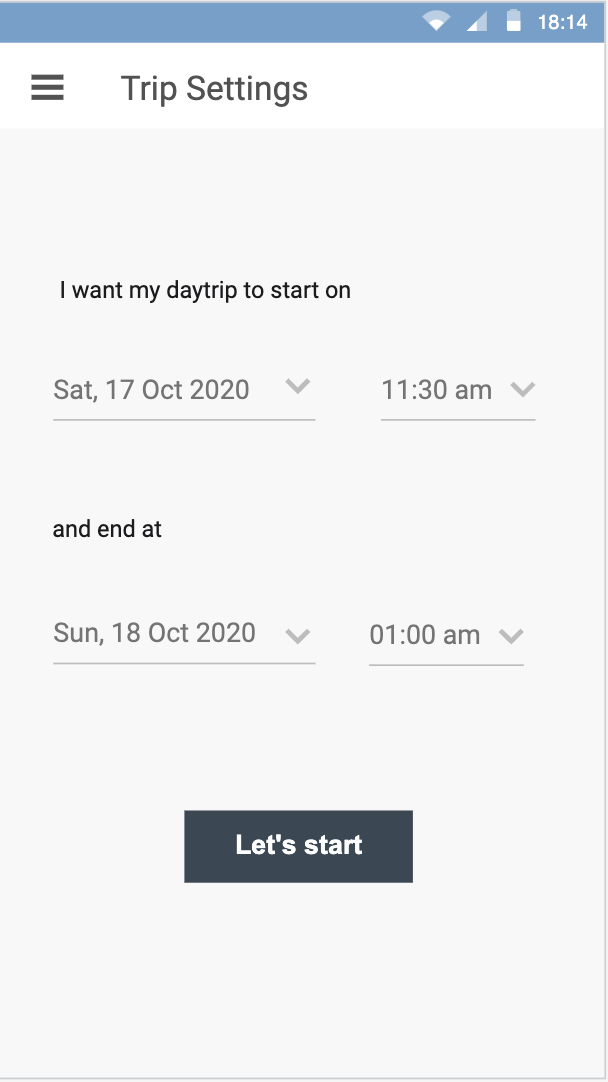 18:14
Trip Settings
I want my daytrip to start on
Sat, 17 Oct 2020 11:30 am
and end at
Sun, 18 Oct 2020 01:00 am
Let's start